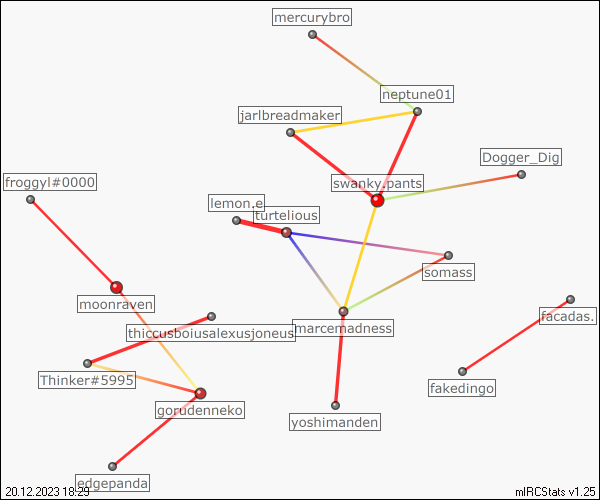 mercurybro
neptune01
jarlbreadmaker
Dogger_Dig
froggyl#0000
swanky.pants
lemon.e
turtelious
somass
moonraven
facadas.
thiccusboiusalexusjoneus
marcemadness
Thinker#5995
fakedingo
gorudenneko
yoshimanden
edgepanda
20.12.2023 18:29
mIRCStats v1.25